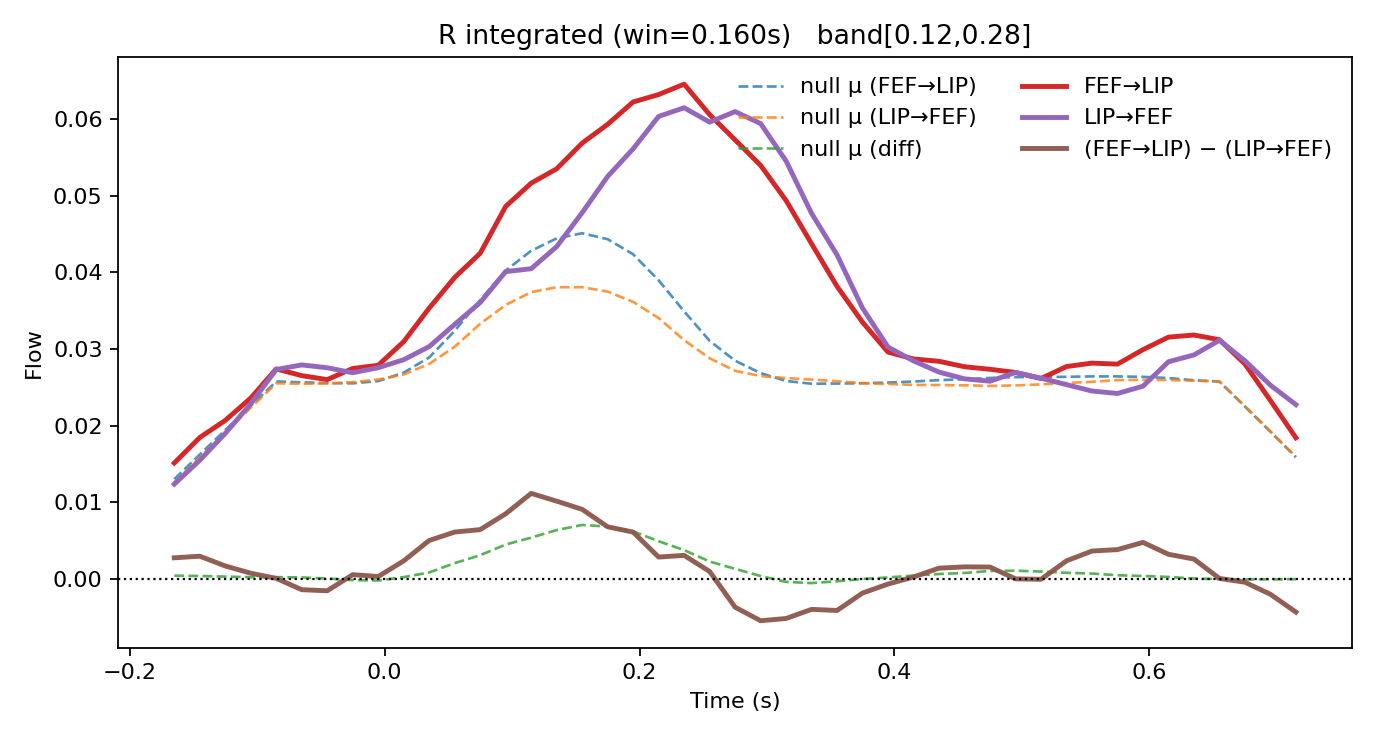 R integrated (win=0.160s)   band[0.12,0.28]
null μ (FEF→LIP)
null μ (LIP→FEF)
null μ (diff)
FEF→LIP
LIP→FEF
(FEF→LIP) − (LIP→FEF)
Flow
0.06
0.05
0.04
0.03
0.02
0.01
0.00
−0.2
0.0
0.2
0.4
0.6
Time (s)